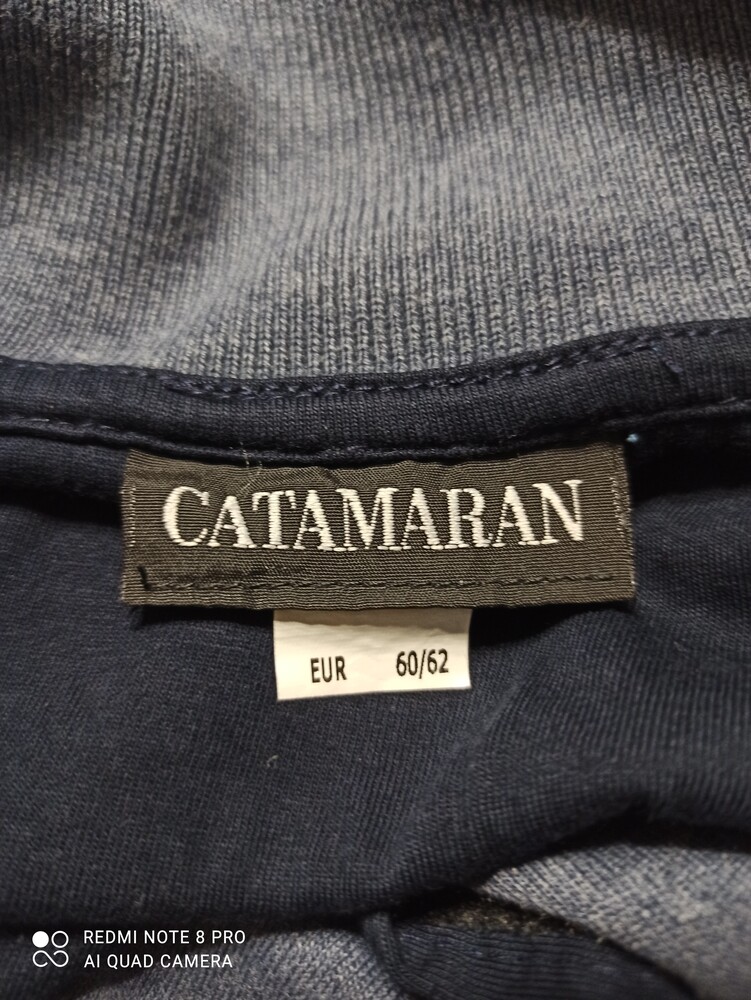 CATAMARAN
EUR 60/62
REDMI NOTE 8 PRO
AI QUAD CAMERA